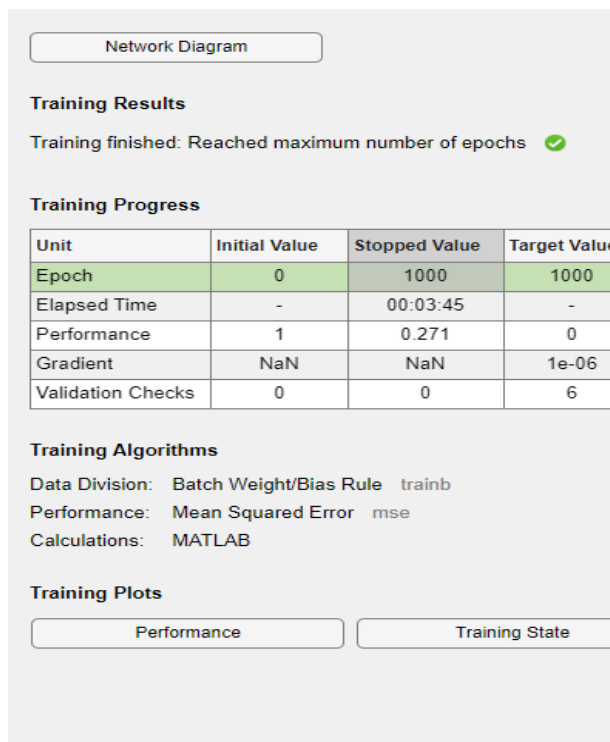 Network Diagram
Training Results
Training finished: Reached maximum number of epochs
Training Progress
Unit Initial Value Stopped Value Target Value
Epoch 0 1000 1000
Elapsed Time - 00:03:45 -
Performance 1 0.271 0
Gradient NaN NaN 1e-06
Validation Checks 0 0 6
Training Algorithms
Data Division: Batch Weight/Bias Rule trainb
Performance: Mean Squared Error mse
Calculations: MATLAB
Training Plots
Performance Training State